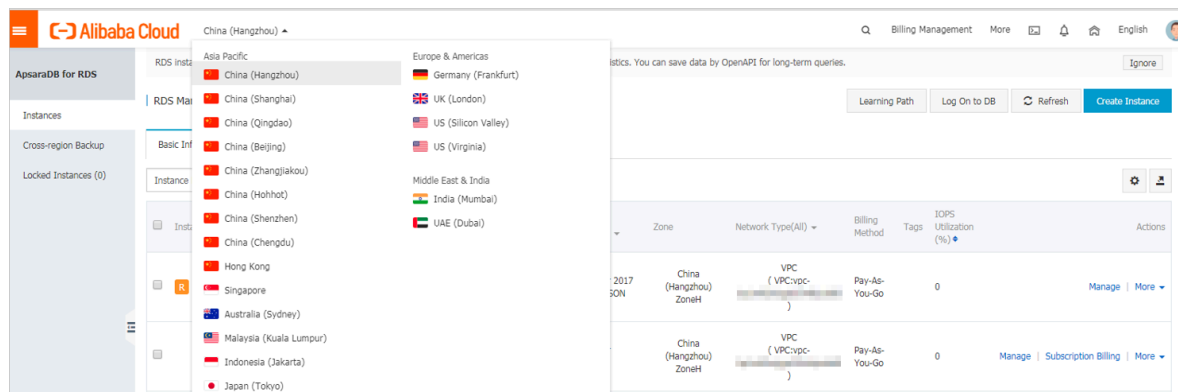 Alibaba Cloud
China (Hangzhou)
Billing Management
More
English
ApsaraDB for RDS
Instances
Cross-region Backup
Locked Instances (0)
RDS insta
istics. You can save data by OpenAPI for long-term queries.
Ignore
RDS Ma
Learning Path
Log On to DB
Refresh
Create Instance
Basic Inf
Instance
Asia Pacific
China (Hangzhou)
China (Shanghai)
China (Qingdao)
China (Beijing)
China (Zhangjiakou)
China (Hohhot)
China (Shenzhen)
China (Chengdu)
Hong Kong
Singapore
Australia (Sydney)
Malaysia (Kuala Lumpur)
Indonesia (Jakarta)
Japan (Tokyo)
Europe & Americas
Germany (Frankfurt)
UK (London)
US (Silicon Valley)
US (Virginia)
Middle East & India
India (Mumbai)
UAE (Dubai)
Insta
Zone
Network Type(All)
Billing
Method
Tags
IOPS
Utilization
(%)
Actions
R
2017
SON
China
(Hangzhou)
ZoneH
VPC
( VPC:vpc-
)
Pay-As-
You-Go
0
Manage | More
China
(Hangzhou)
ZoneH
VPC
( VPC:vpc-
)
Pay-As-
You-Go
0
Manage | Subscription Billing | More